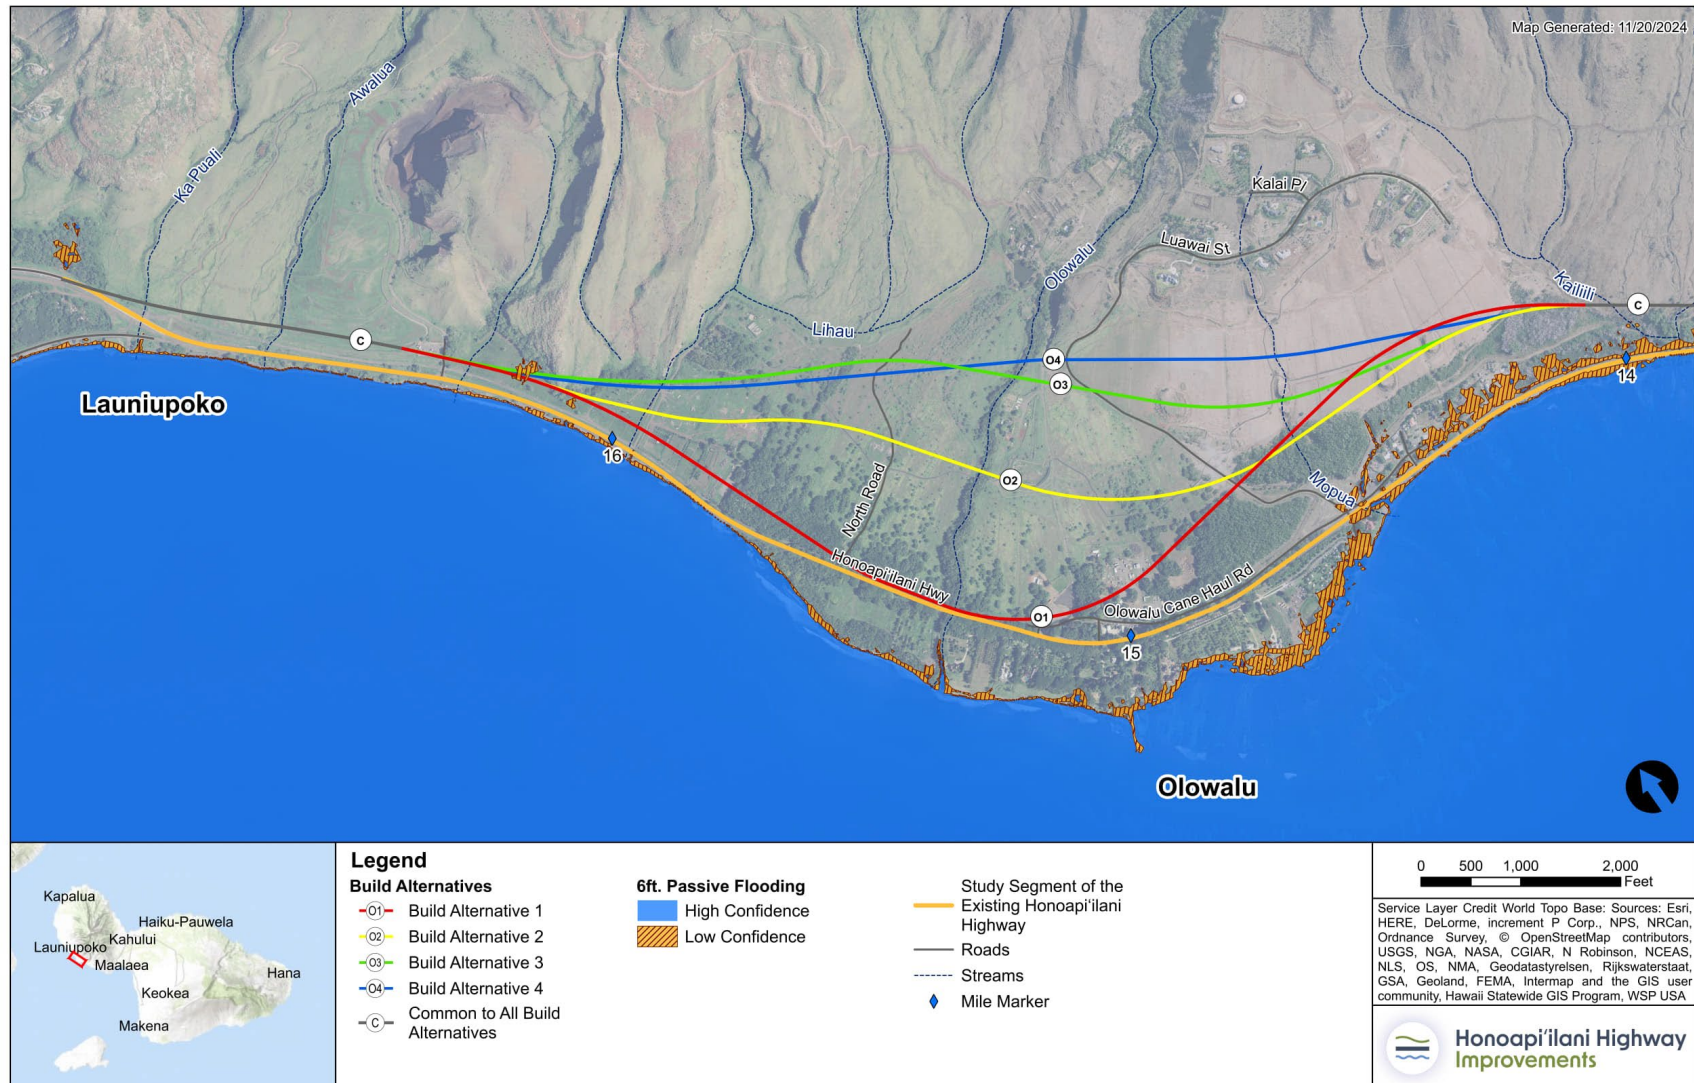 Map Generated: 11/20/2024
Awalua
Ka Puali
Kalai Pl
Luawai St
Olowalu
Kailiili
C
Lihau
C
O4
O3
14
Launiupoko
16
O2
North Road
Mopua
Honoapi'ilani Hwy
Olowalu Cane Haul Rd
O1
15
Olowalu
Kapalua
Haiku-Pauwela
Launiupoko
Kahului
Maalaea
Hana
Keokea
Makena
Legend
Build Alternatives
O1 Build Alternative 1
O2 Build Alternative 2
O3 Build Alternative 3
O4 Build Alternative 4
C Common to All Build
Alternatives
6ft. Passive Flooding
High Confidence
Low Confidence
Study Segment of the
Existing Honoapiʻilani
Highway
Roads
Streams
Mile Marker
0 500 1,000 2,000
Feet
Service Layer Credit World Topo Base: Sources: Esri,
HERE, DeLorme, increment P Corp., NPS, NRCan,
Ordnance Survey, © OpenStreetMap contributors,
USGS, NGA, NASA, CGIAR, N Robinson, NCEAS,
NLS, OS, NMA, Geodatastyrelsen, Rijkswaterstaat,
GSA, Geoland, FEMA, Intermap and the GIS user
community, Hawaii Statewide GIS Program, WSP USA
Honoapiʻilani Highway
Improvements